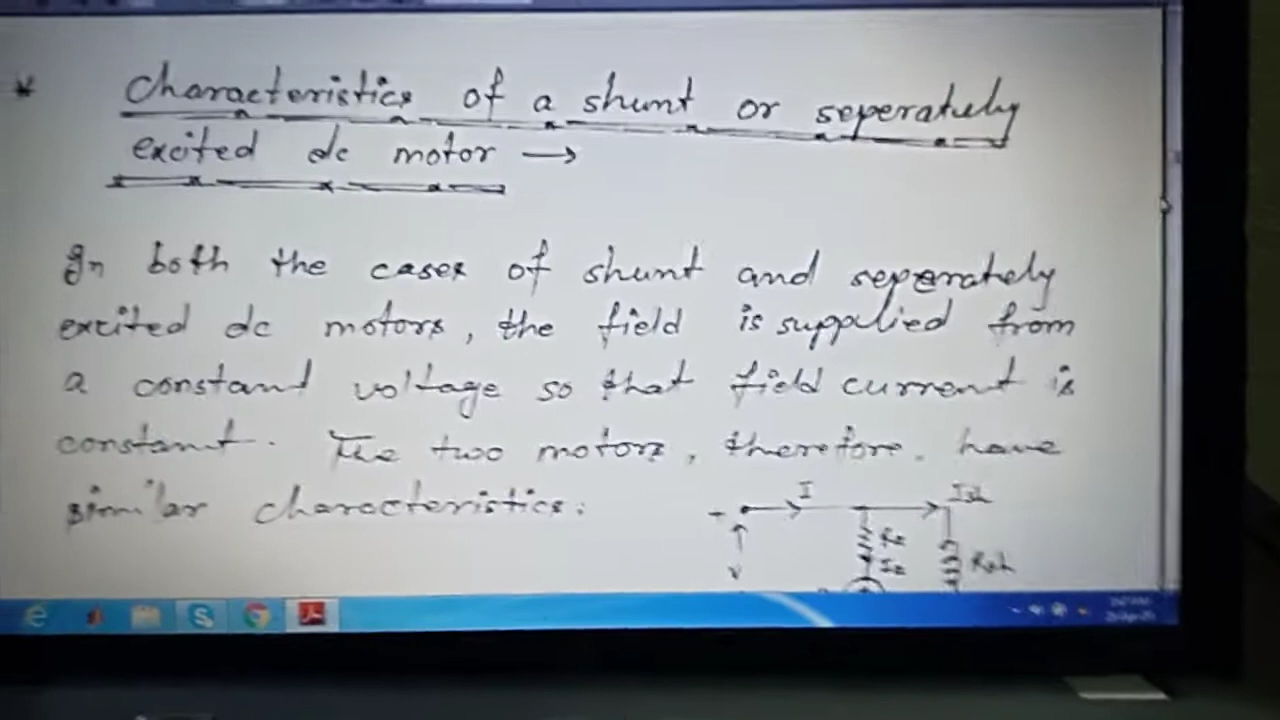 * Characteristics of a shunt or seperately
excited dc motor →
In both the cases of shunt and seperately
excited dc motors, the field is supplied from
a constant voltage so that field current is
constant. The two motors, therefore, have
similar characteristics.
+ I Ish
Ra
Ia Rsh
V